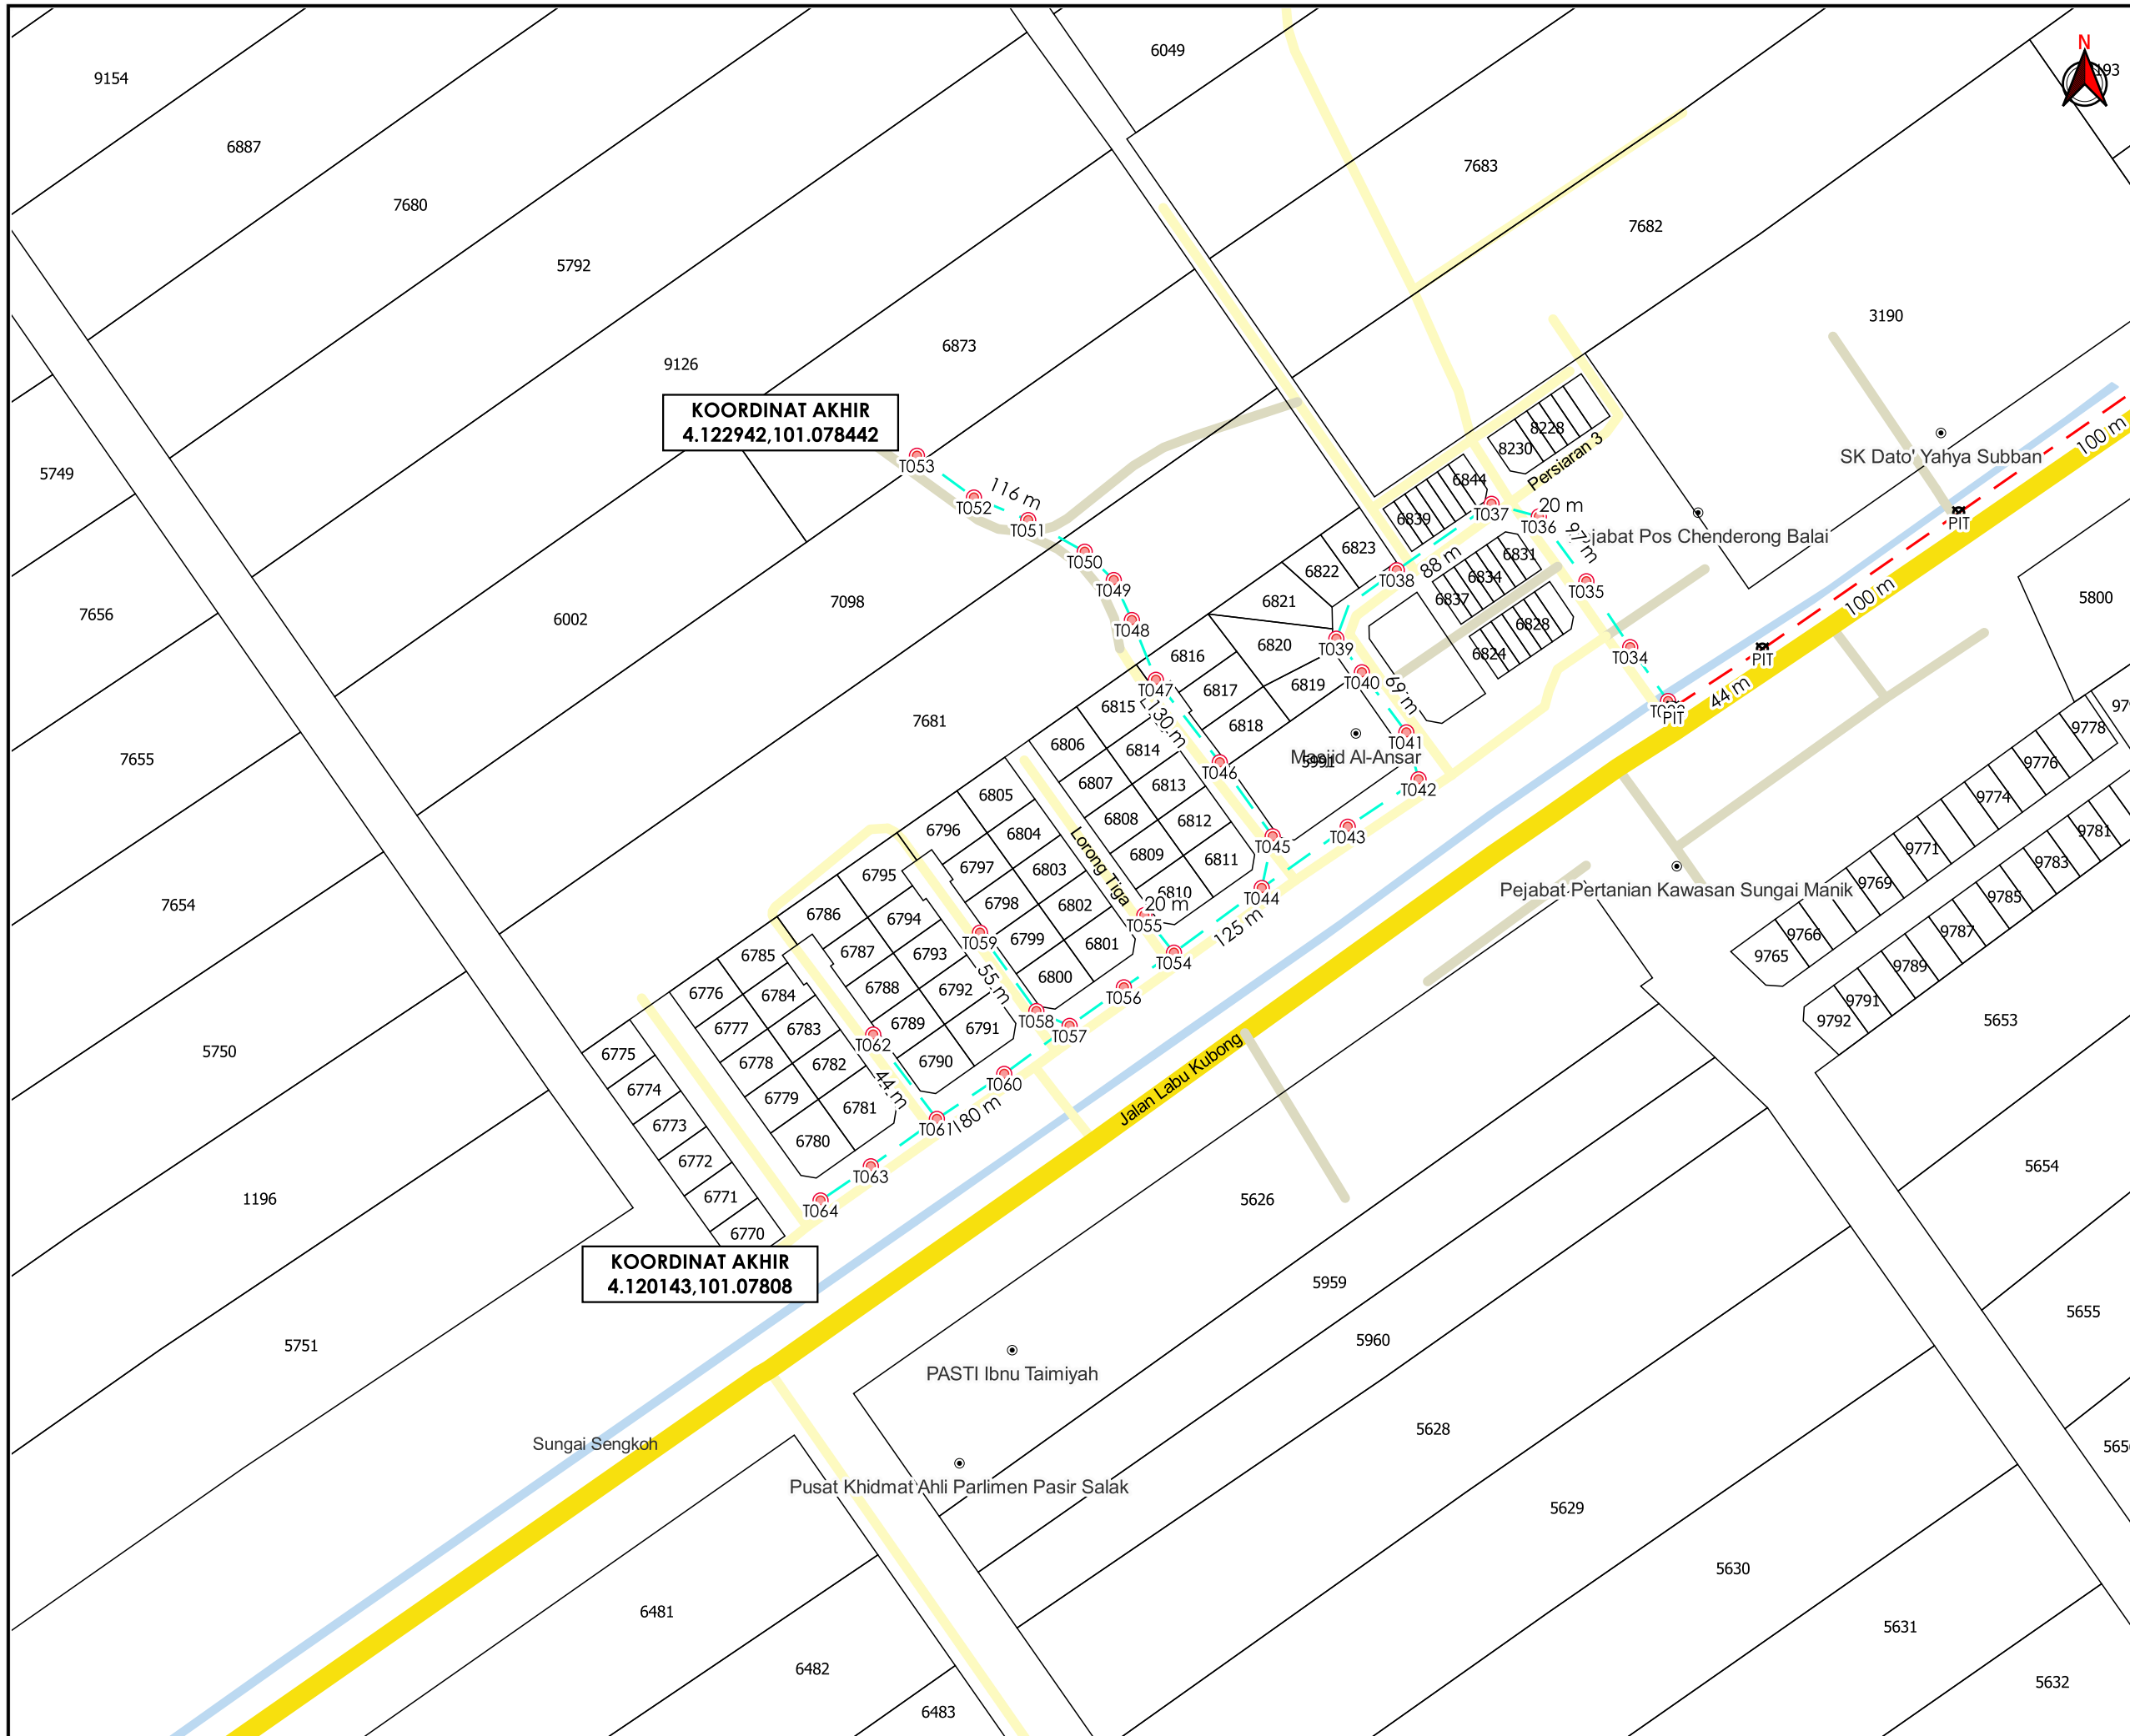 N
9154
6049
193
6887
7683
7680
7682
5792
3190
6873
9126
KOORDINAT AKHIR
4.122942,101.078442
8228
8230
Persiaran 3
100 m
SK Dato' Yahya Subban
T053
5749
6844
116 m
T052
T037
20 m
6839
T036
PIT
T051
97 m
jabat Pos Chenderong Balai
6823
T050
88 m
6831
6822
T038
6834
T049
T035
100 m
6837
6821
5800
7098
7656
6002
T048
6828
6820
T039
6816
6824
T034
PIT
6819
T040
T047
6817
69 m
44 m
PIT
6815
7681
6818
130 m
9778
T041
6806
6814
Masjid Al-Ansar
5991
7655
9776
T046
6807
6813
T042
6805
9774
6808
6812
6796
6804
T043
9781
Lorong Tiga
6809
6811
T045
9771
9783
6797
6803
6795
9769
Pejabat Pertanian Kawasan Sungai Manik
6810
T044
9785
7654
6798
6802
20 m
6786
6794
T055
125 m
9787
9766
6799
6801
T059
6787
6793
T054
9765
6785
9789
55 m
6800
6788
6792
6776
6784
T056
9791
9792
5653
T058
6789
6791
6777
6783
T057
T062
5750
6775
6790
6778
6782
Jalan Labu Kubong
T060
6774
44 m
6779
6781
80 m
6773
T061
6780
6772
5654
T063
1196
6771
5626
T064
6770
KOORDINAT AKHIR
4.120143,101.07808
5959
5655
5960
5751
PASTI Ibnu Taimiyah
5628
Sungai Sengkoh
Pusat Khidmat Ahli Parlimen Pasir Salak
5629
5630
6481
5631
6482
5632
6483